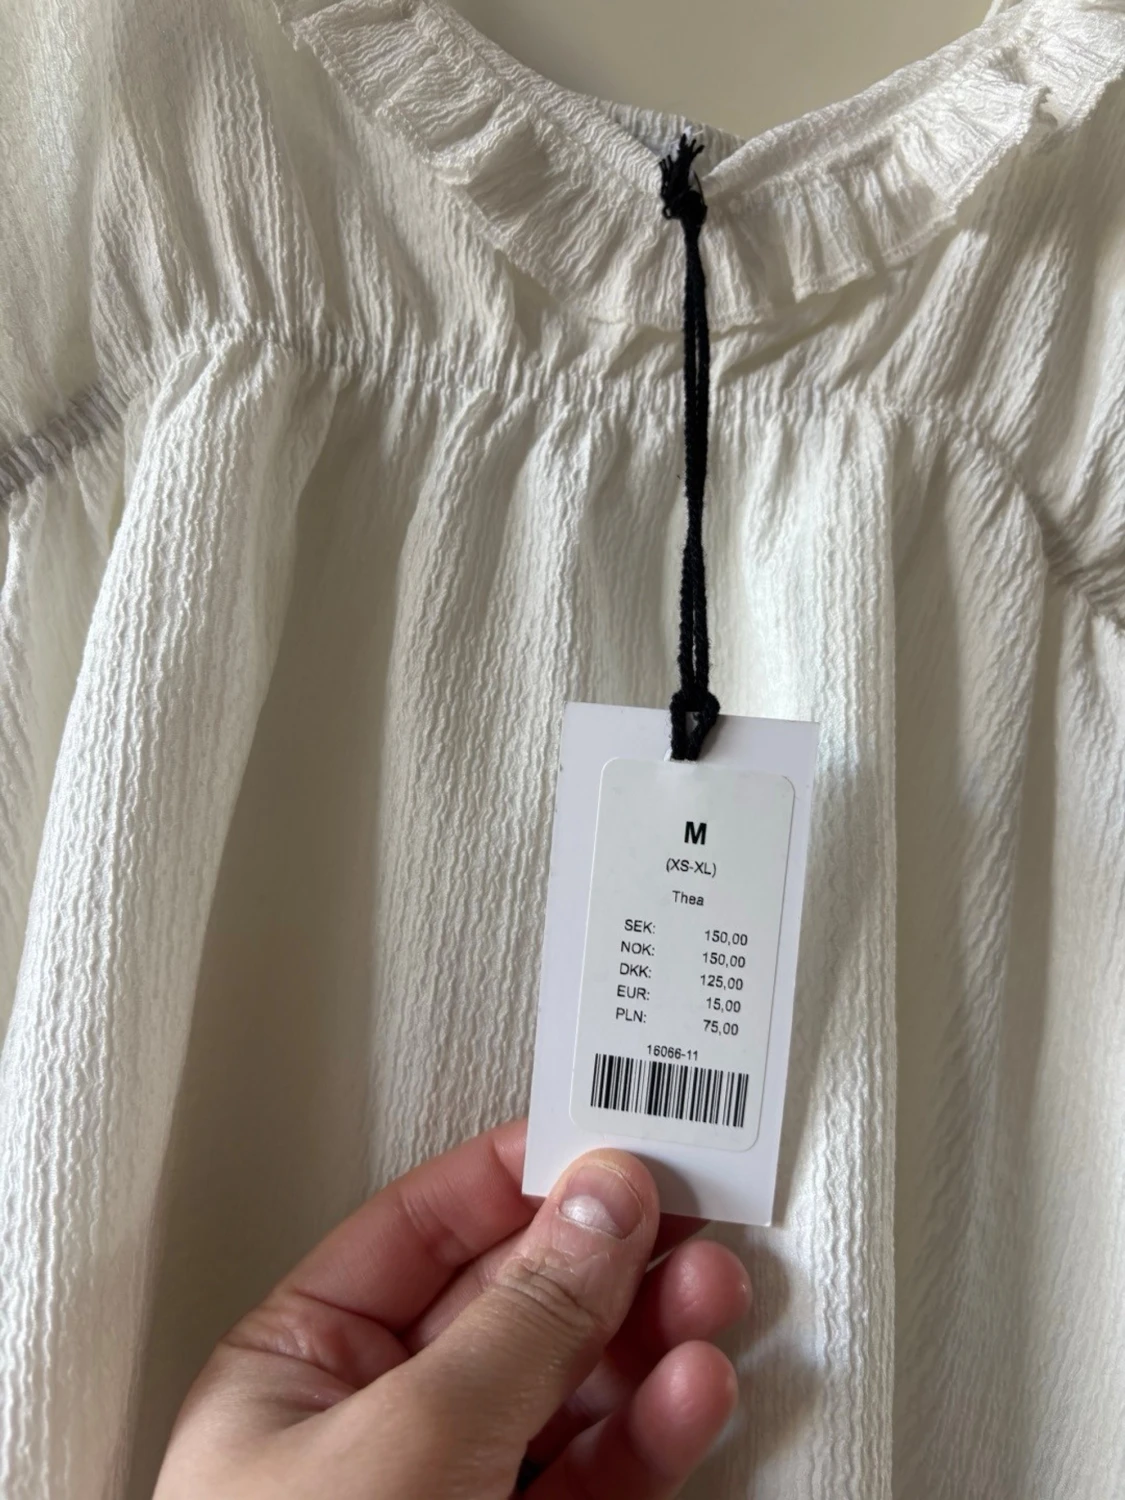 M
(XS-XL)
Thea
SEK: 150,00
NOK: 150,00
DKK: 125,00
EUR: 15,00
PLN: 75,00
16066-11